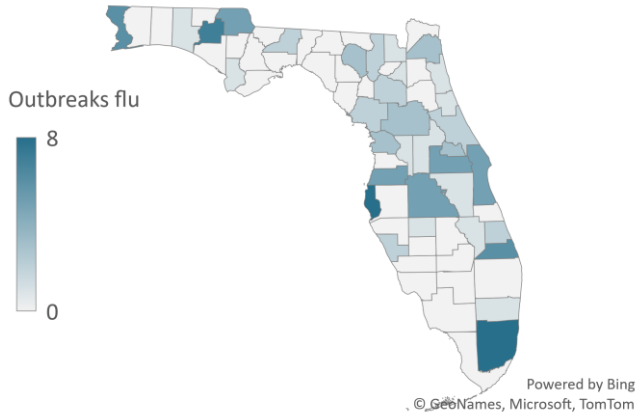 Outbreaks flu
8
0
Powered by Bing
© GeoNames, Microsoft, TomTom